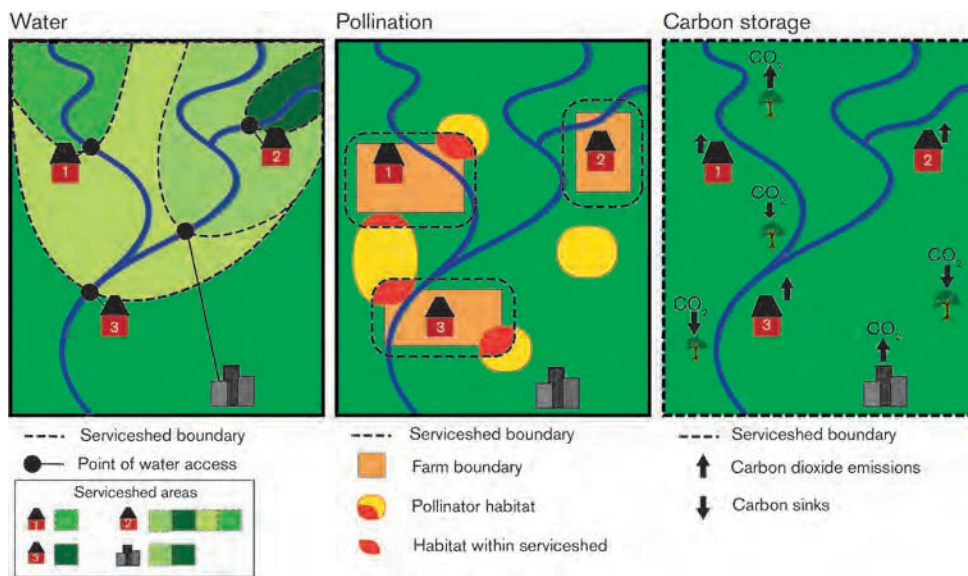 Water
1
2
3
Serviceshed boundary
Point of water access
Serviceshed areas
1
2
3
Pollination
1
2
3
Serviceshed boundary
Farm boundary
Pollinator habitat
Habitat within serviceshed
Carbon storage
CO2
1
2
CO2
CO2
3
CO2
CO2
Serviceshed boundary
Carbon dioxide emissions
Carbon sinks